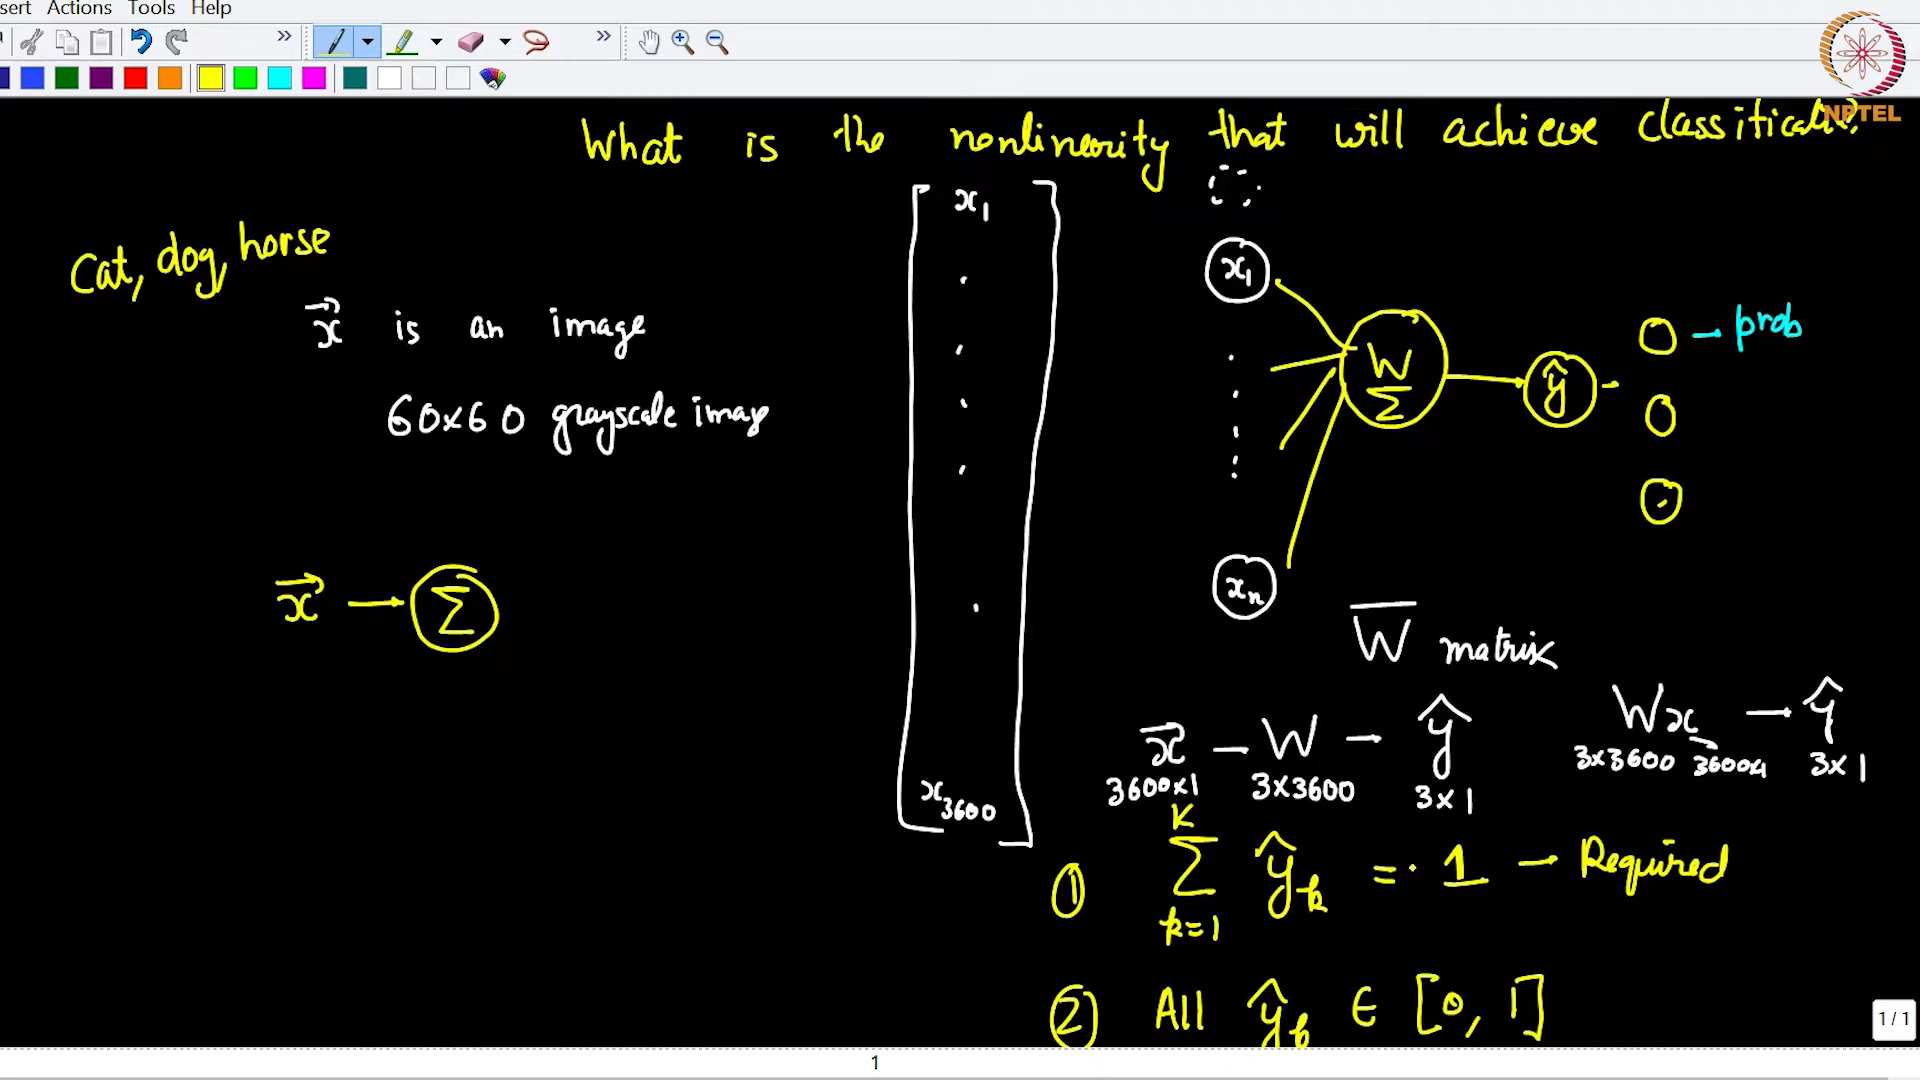 sert Actions Tools Help
NPTEL
What is the nonlinearity that will achieve classification?
Cat, dog, horse
x⃗ is an image
60x60 grayscale image
x⃗ → Σ
x1
x3600
x1
xn
W
Σ
ŷ
prob
W matrix
x⃗ - W - ŷ
3600x1 3x3600 3x1
Wx → ŷ
3x3600 3600x1 3x1
① K Σ k=1 ŷk = 1 - Required
② All ŷk ∈ [0, 1]
1 / 1
1